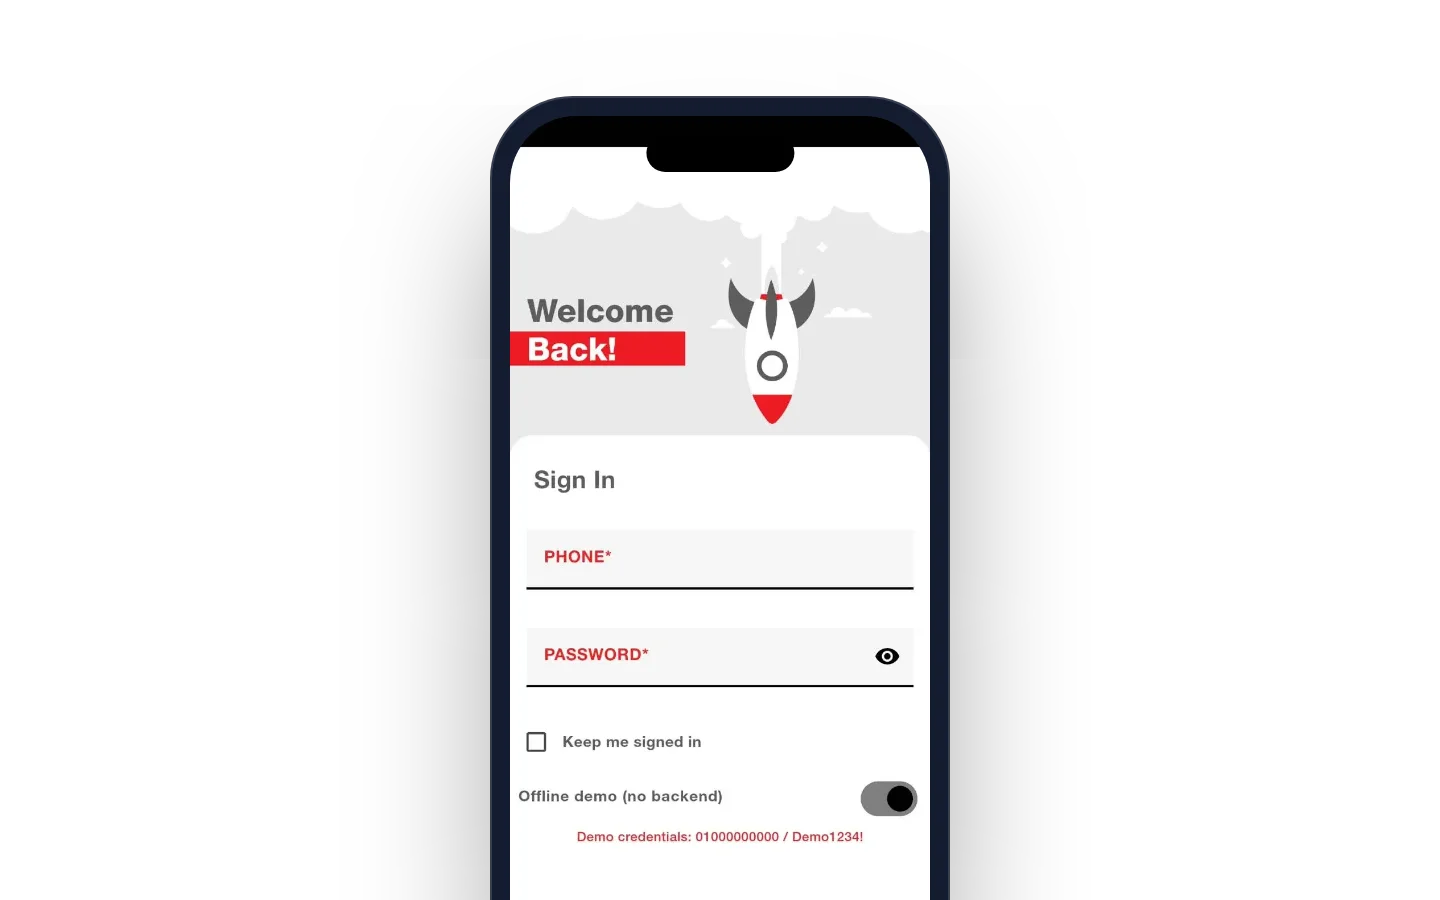 Welcome
Back!
Sign In
PHONE*
PASSWORD*
Keep me signed in
Offline demo (no backend)
Demo credentials: 01000000000 / Demo1234!